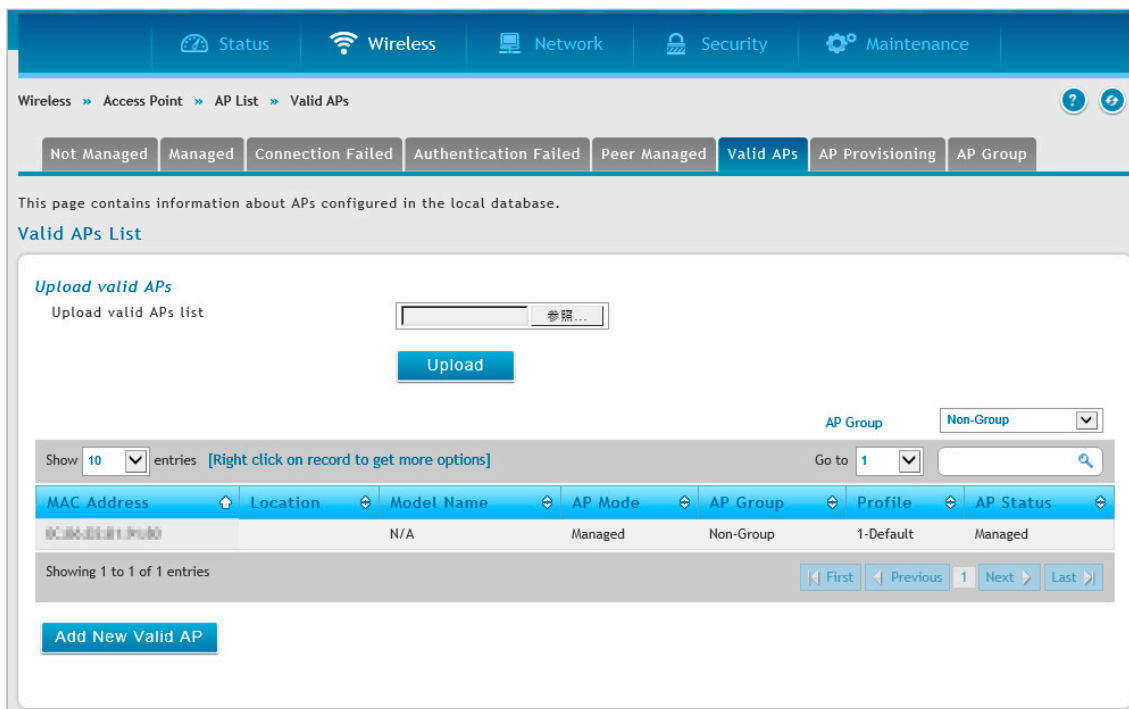 Status Wireless Network Security Maintenance
Wireless » Access Point » AP List » Valid APs
Not Managed Managed Connection Failed Authentication Failed Peer Managed Valid APs AP Provisioning AP Group
This page contains information about APs configured in the local database.
Valid APs List
Upload valid APs
Upload valid APs list 参照...
Upload
AP Group Non-Group
Show 10 entries [Right click on record to get more options] Go to 1
MAC Address Location Model Name AP Mode AP Group Profile AP Status
N/A Managed Non-Group 1-Default Managed
Showing 1 to 1 of 1 entries First Previous 1 Next Last
Add New Valid AP